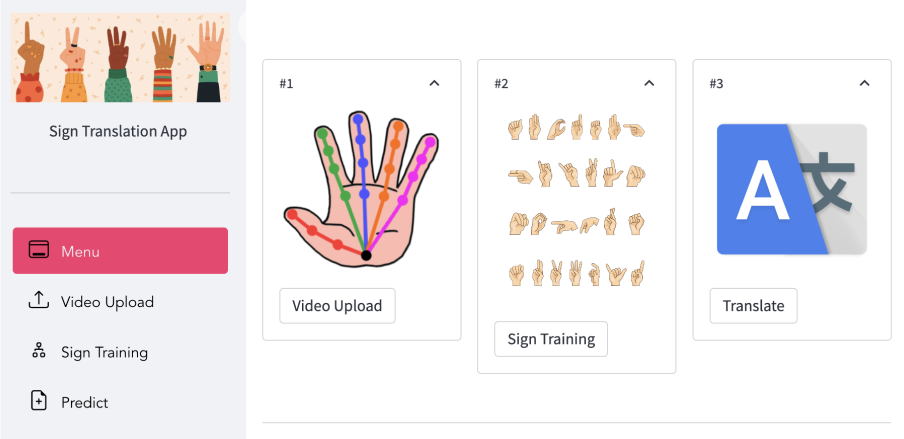 Sign Translation App
Menu
Video Upload
Sign Training
Predict
#1
Video Upload
#2
Sign Training
#3
A 文
Translate